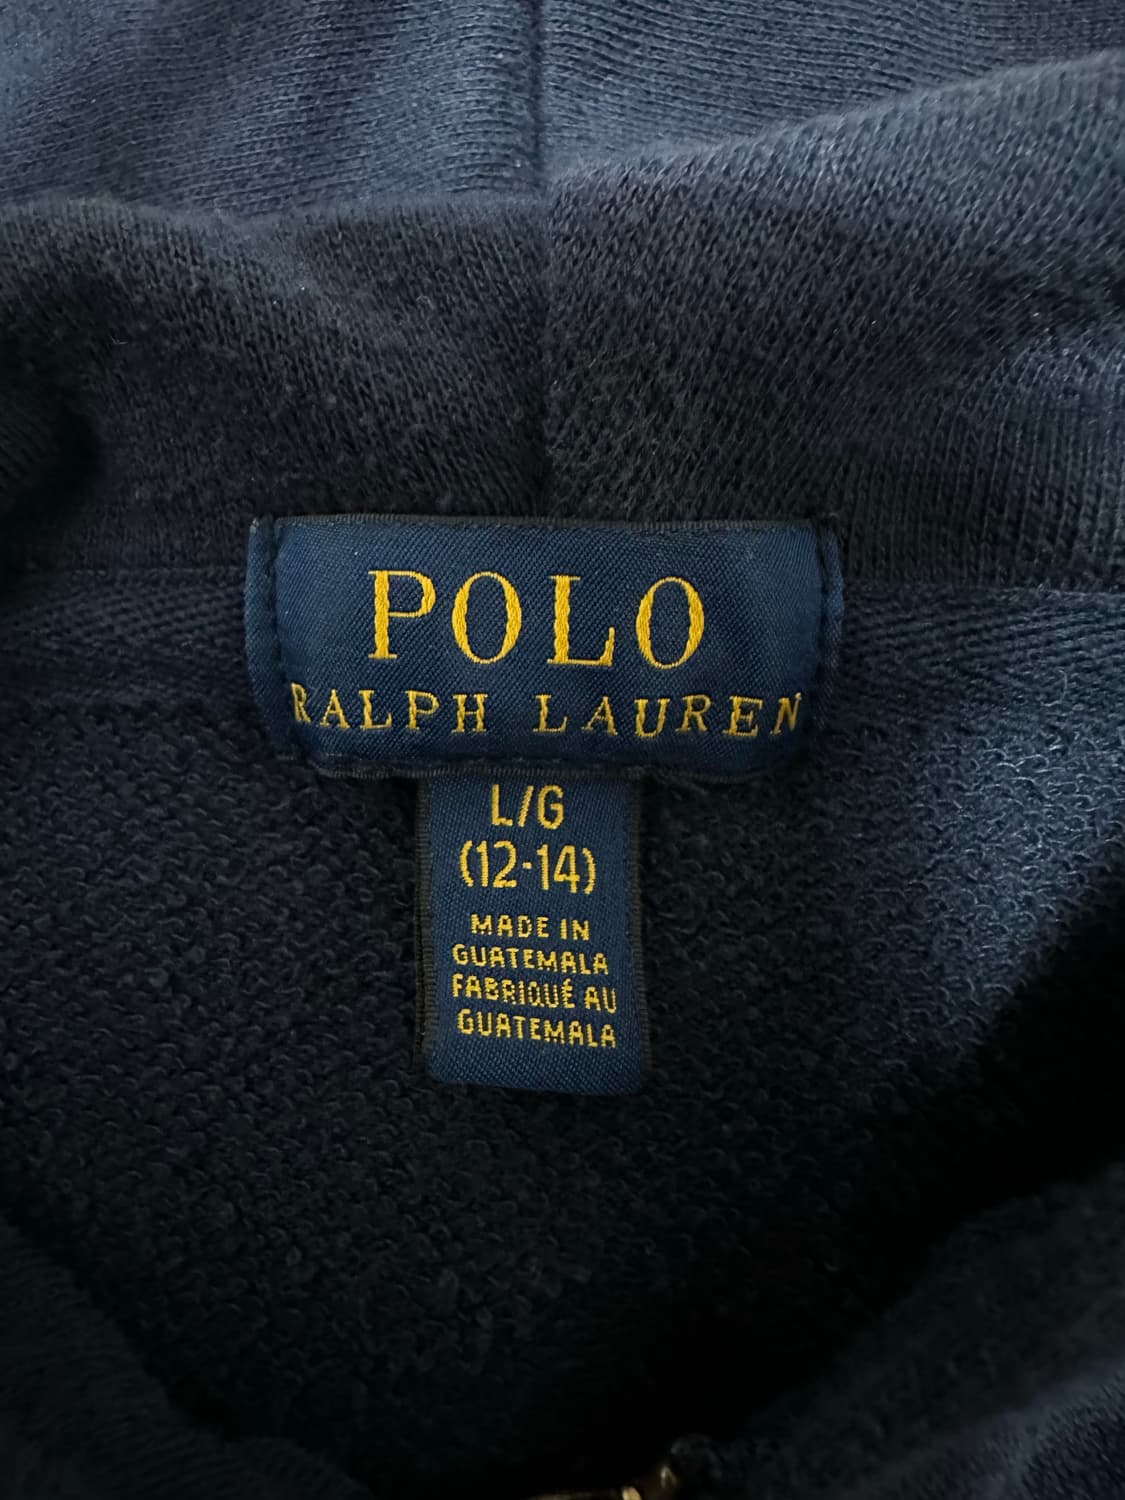 POLO
RALPH LAUREN
L/G
(12-14)
MADE IN
GUATEMALA
FABRIQUÉ AU
GUATEMALA